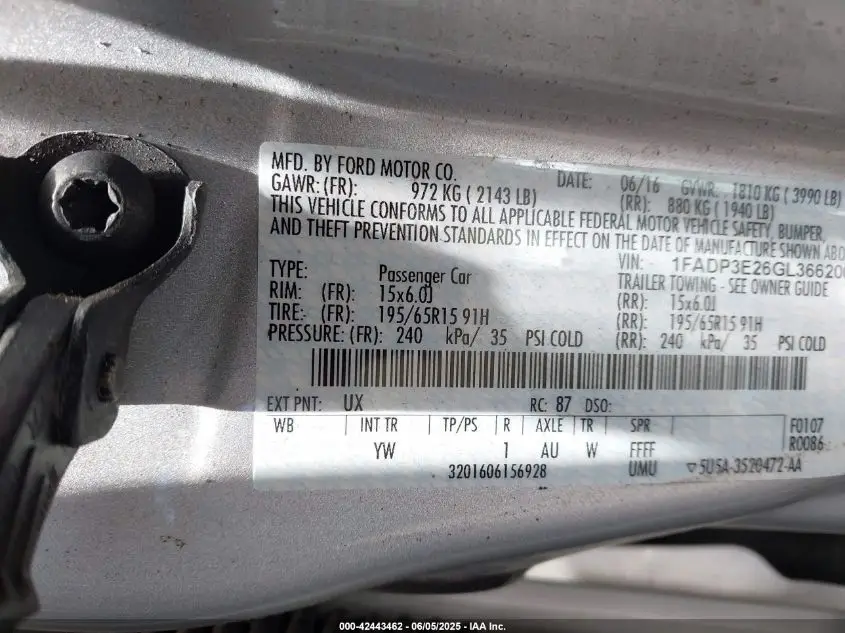 MFD. BY FORD MOTOR CO. DATE: 06/16 GVWR: 1810 KG ( 3990 LB)
GAWR: (FR): 972 KG ( 2143 LB) (RR): 880 KG ( 1940 LB)
THIS VEHICLE CONFORMS TO ALL APPLICABLE FEDERAL MOTOR VEHICLE SAFETY, BUMPER,
AND THEFT PREVENTION STANDARDS IN EFFECT ON THE DATE OF MANUFACTURE SHOWN
VIN: 1FADP3E26GL36620
TYPE: Passenger Car TRAILER TOWING - SEE OWNER GUIDE
RIM: (FR): 15x6.0J (RR): 15x6.0J
TIRE: (FR): 195/65R15 91H (RR): 195/65R15 91H
PRESSURE: (FR): 240 kPa/ 35 PSI COLD (RR): 240 kPa/ 35 PSI COLD
EXT PNT: UX RC: 87 DSO:
WB INT TR TP/PS R AXLE TR SPR F0107
YW 1 AU W FFFF R0086
3201606156928 UMU 5U5A-3520472-AA
000-42443462 - 06/05/2025 - IAA Inc.